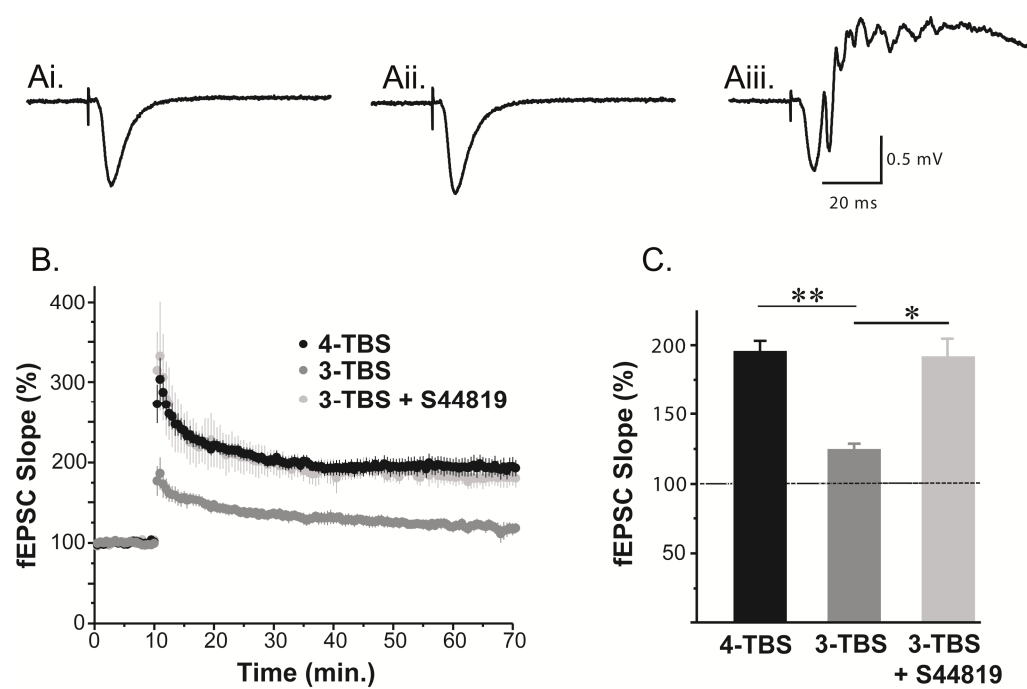 Ai.
Aii.
Aiii.
0.5 mV
20 ms
B.
fEPSC Slope (%)
400
300
200
100
0
4-TBS
3-TBS
3-TBS + S44819
0 10 20 30 40 50 60 70
Time (min.)
C.
fEPSC Slope (%)
200
150
100
50
**
*
4-TBS 3-TBS 3-TBS
+ S44819